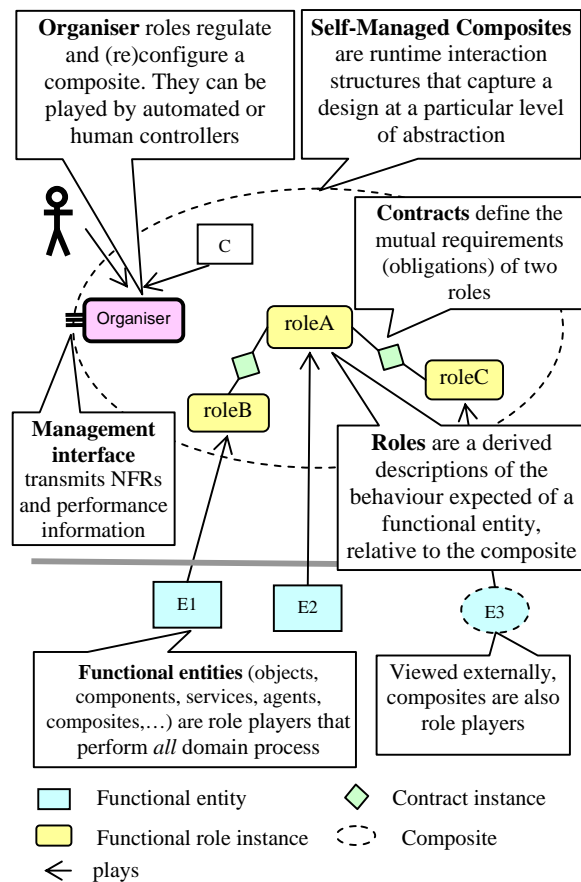 Organiser roles regulate
and (re)configure a
composite. They can be
played by automated or
human controllers
Self-Managed Composites
are runtime interaction
structures that capture a
design at a particular level
of abstraction
Contracts define the
mutual requirements
(obligations) of two
roles
C
Organiser
roleA
roleB
roleC
Management
interface
transmits NFRs
and performance
information
Roles are a derived
descriptions of the
behaviour expected of a
functional entity,
relative to the composite
E1
E2
E3
Functional entities (objects,
components, services, agents,
composites,…) are role players that
perform all domain process
Viewed externally,
composites are also
role players
Functional entity
Contract instance
Functional role instance
Composite
plays